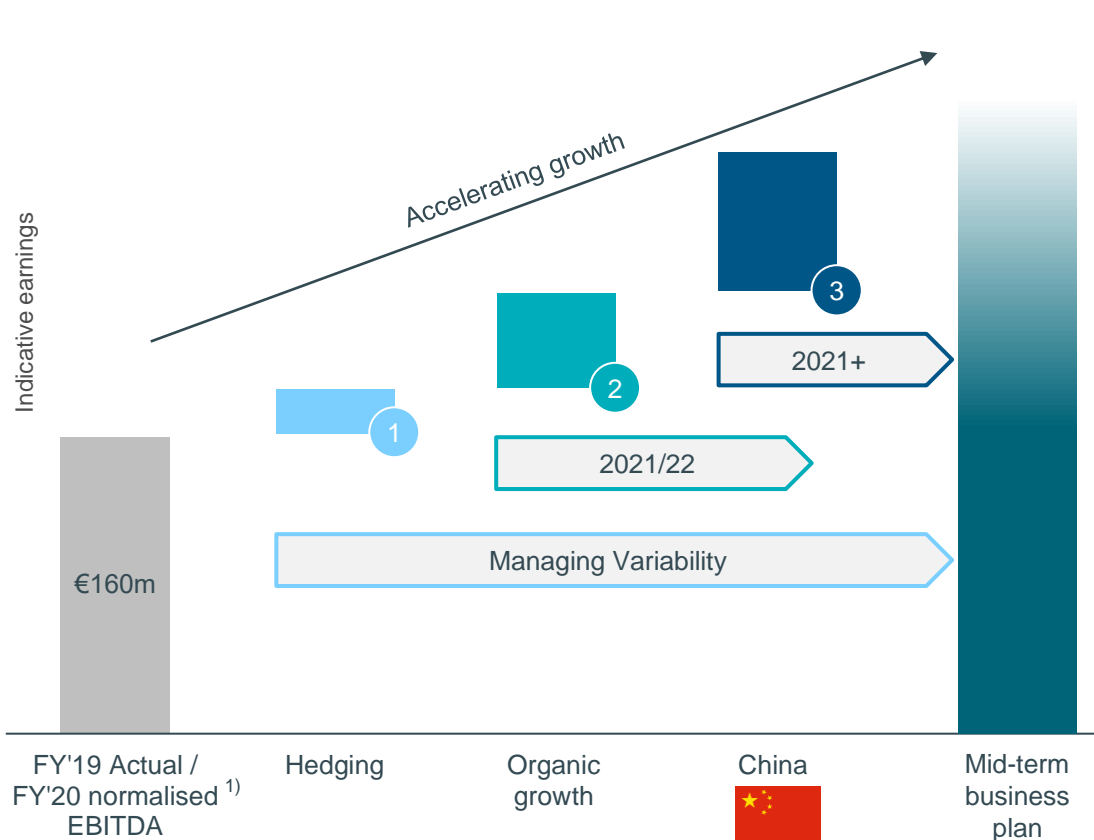 Indicative earnings
Accelerating growth
3
2021+
2
1
2021/22
Managing Variability
€160m
FY'19 Actual /
FY'20 normalised 1)
EBITDA
Hedging
Organic
growth
China
Mid-term
business
plan